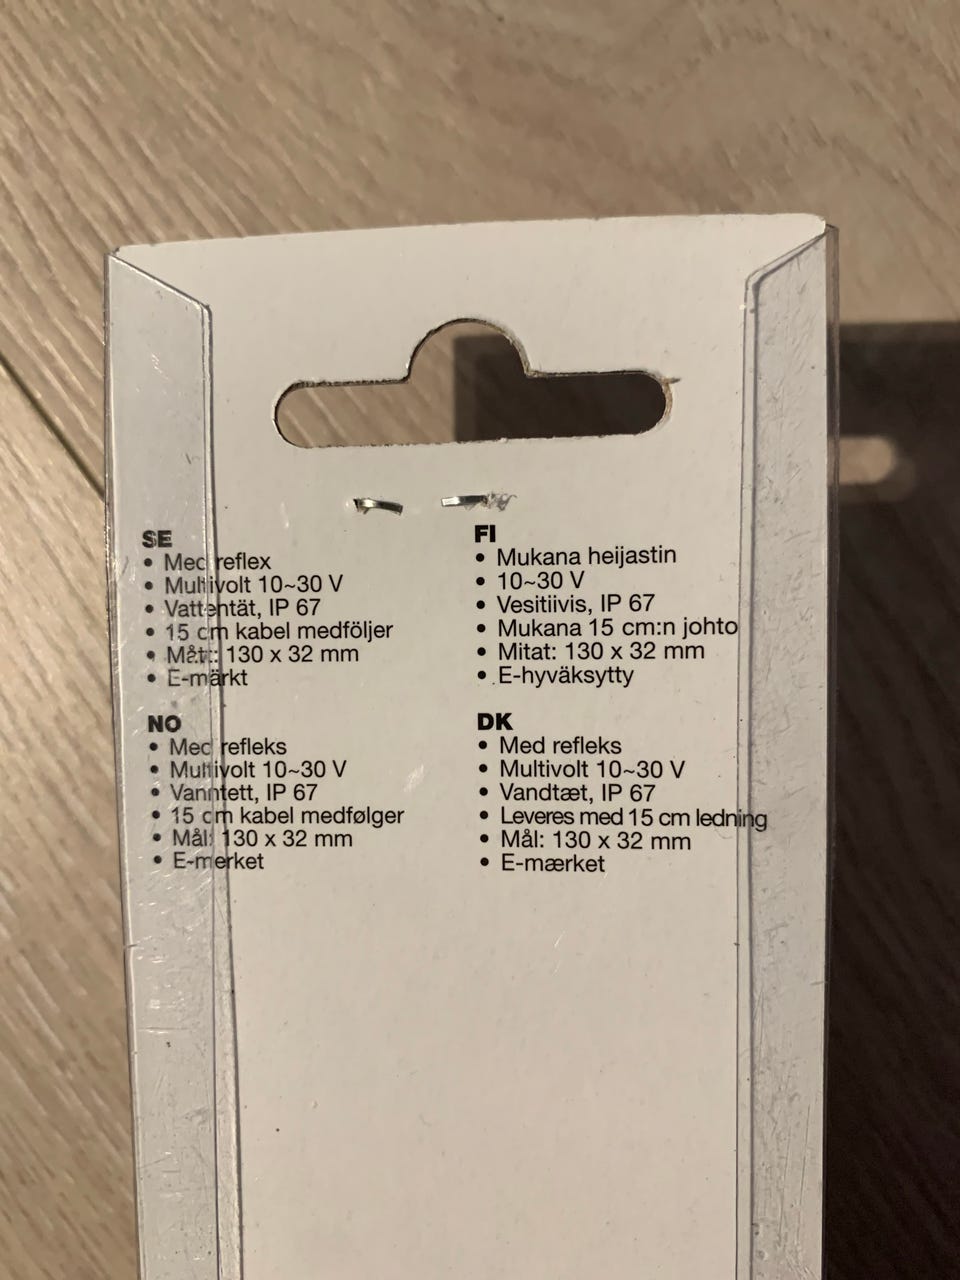 SE
• Med reflex
• Multivolt 10~30 V
• Vattentät, IP 67
• 15 cm kabel medföljer
• Mått: 130 x 32 mm
• E-märkt
FI
• Mukana heijastin
• 10~30 V
• Vesitiivis, IP 67
• Mukana 15 cm:n johto
• Mitat: 130 x 32 mm
• E-hyväksytty
NO
• Med refleks
• Multivolt 10~30 V
• Vanntett, IP 67
• 15 cm kabel medfølger
• Mål: 130 x 32 mm
• E-merket
DK
• Med refleks
• Multivolt 10~30 V
• Vandtæt, IP 67
• Leveres med 15 cm ledning
• Mål: 130 x 32 mm
• E-mærket